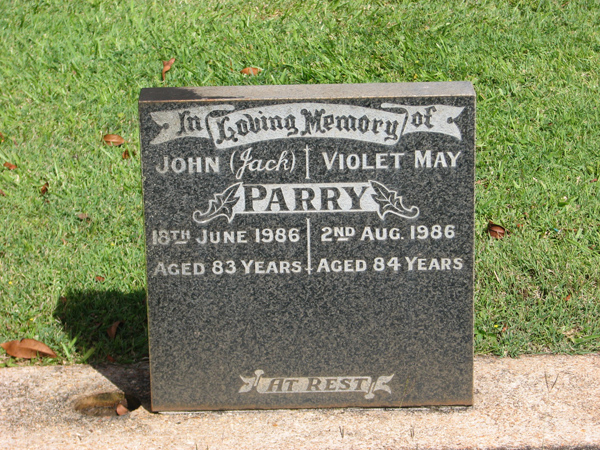 In Loving Memory of
JOHN (Jack) VIOLET MAY
PARRY
18TH JUNE 1986 2ND AUG. 1986
AGED 83 YEARS AGED 84 YEARS
AT REST